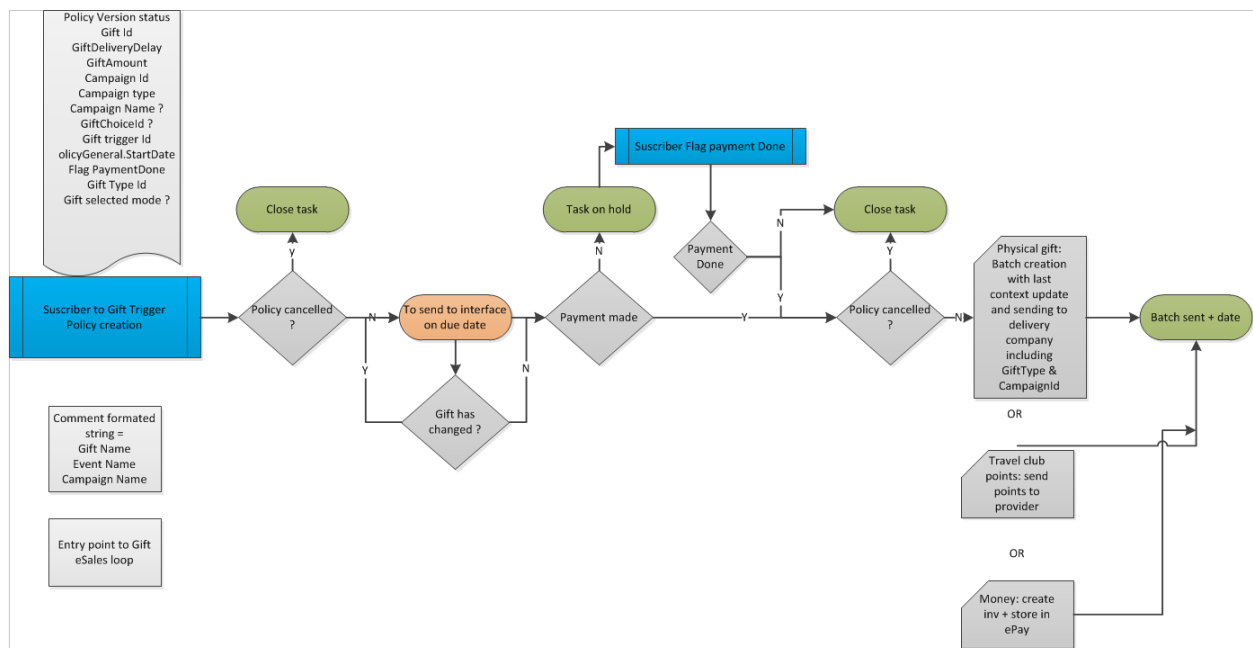 Policy Version status
Gift Id
GiftDeliveryDelay
GiftAmount
Campaign Id
Campaign type
Campaign Name ?
GiftChoiceId ?
Gift trigger Id
olicyGeneral.StartDate
Flag PaymentDone
Gift Type Id
Gift selected mode ?
Suscriber to Gift Trigger
Policy creation
Comment formated
string =
Gift Name
Event Name
Campaign Name
Entry point to Gift
eSales loop
Close task
Y
Policy cancelled
?
N
To send to interface
on due date
Y
N
Gift has
changed ?
Suscriber Flag payment Done
Task on hold
N
Payment made
Y
Payment
Done
N
Y
Close task
Y
Policy cancelled
?
N
Physical gift:
Batch creation
with last
context update
and sending to
delivery
company
including
GiftType &
CampaignId
OR
Travel club
points: send
points to
provider
OR
Money: create
inv + store in
ePay
Batch sent + date